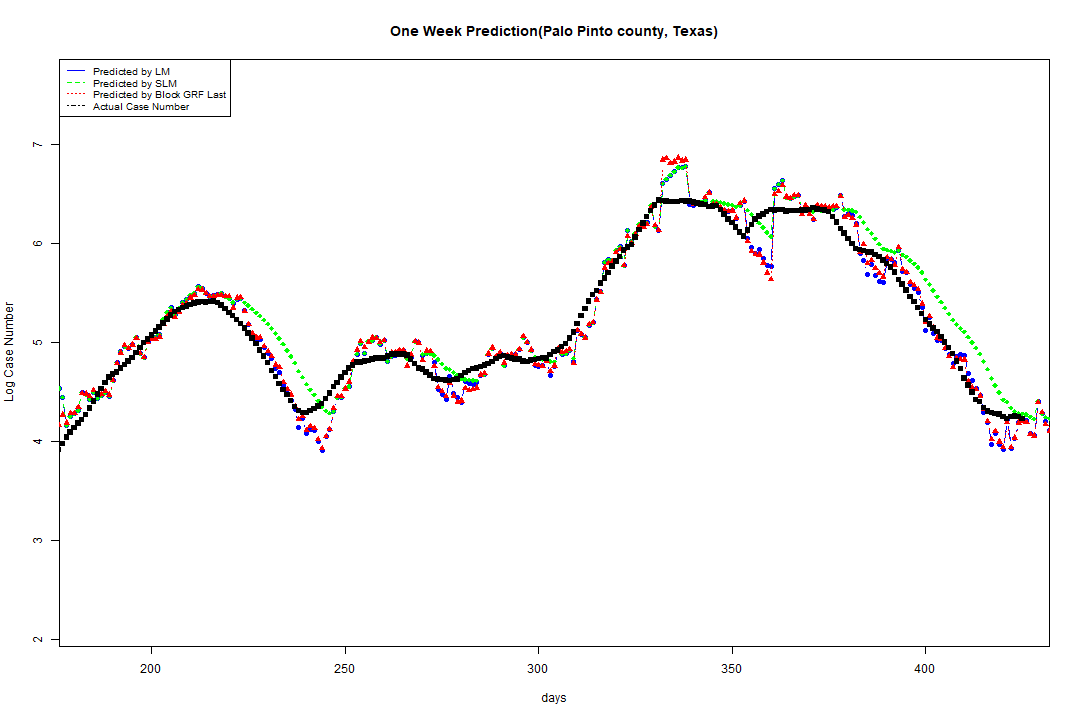 One Week Prediction(Palo Pinto county, Texas)
Predicted by LM
Predicted by SLM
Predicted by Block GRF Last
Actual Case Number
Log Case Number
7
6
5
4
3
2
200 250 300 350 400
days